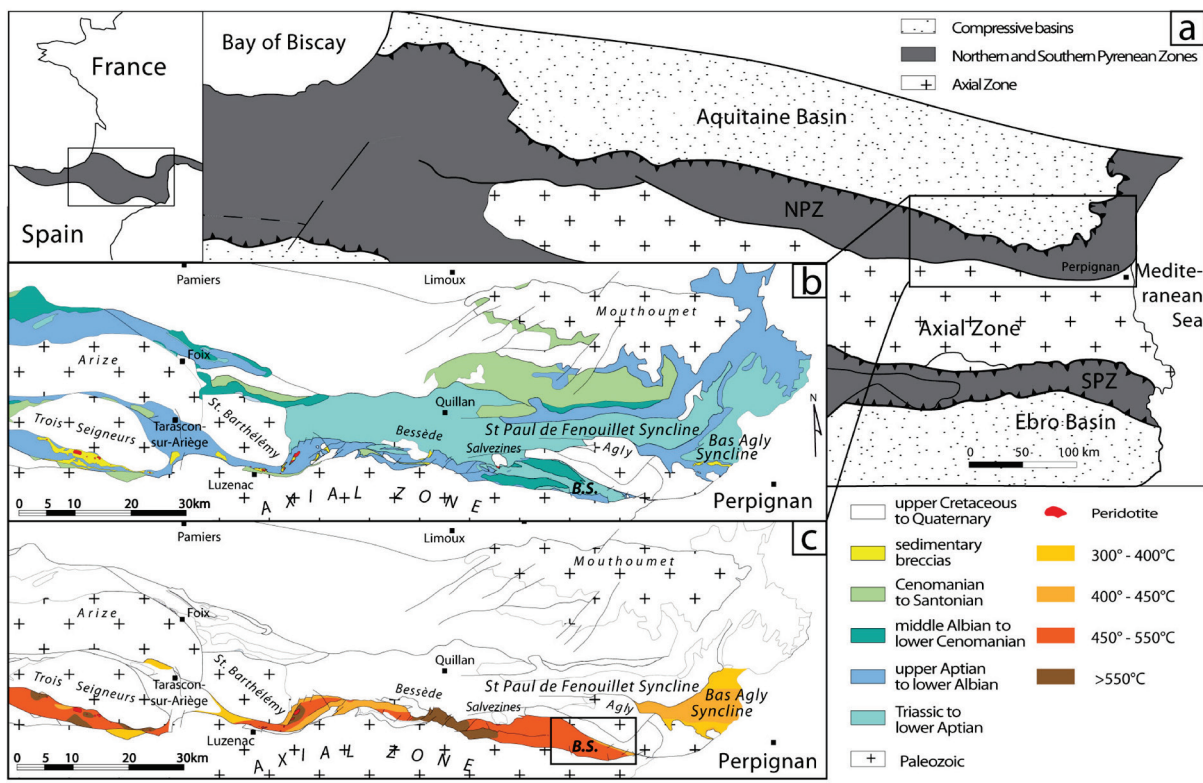 a
France
Spain
Bay of Biscay
Aquitaine Basin
NPZ
Perpignan
Medite-
ranean
Sea
Axial Zone
SPZ
Ebro Basin
0 50 100 km
Compressive basins
Northern and Southern Pyrenean Zones
Axial Zone
b
Pamiers
Limoux
Mouthoumet
Arize
Foix
Trois Seigneurs
Tarascon-
sur-Ariège
St. Barthélémy
Quillan
Bessède
St Paul de Fenouillet Syncline
Salvezines
Agly
Bas Agly
Syncline
B.S.
N
Luzenac
AXIAL ZONE
Perpignan
0 5 10 20 30km
c
Pamiers
Limoux
Mouthoumet
Arize
Foix
Trois Seigneurs
Tarascon-
sur-Ariège
St. Barthélémy
Quillan
Bessède
St Paul de Fenouillet Syncline
Salvezines
Agly
Bas Agly
Syncline
B.S.
Luzenac
AXIAL ZONE
Perpignan
0 5 10 20 30km
upper Cretaceous
to Quaternary
sedimentary
breccias
Cenomanian
to Santonian
middle Albian to
lower Cenomanian
upper Aptian
to lower Albian
Triassic to
lower Aptian
Paleozoic
Peridotite
300° - 400°C
400° - 450°C
450° - 550°C
>550°C